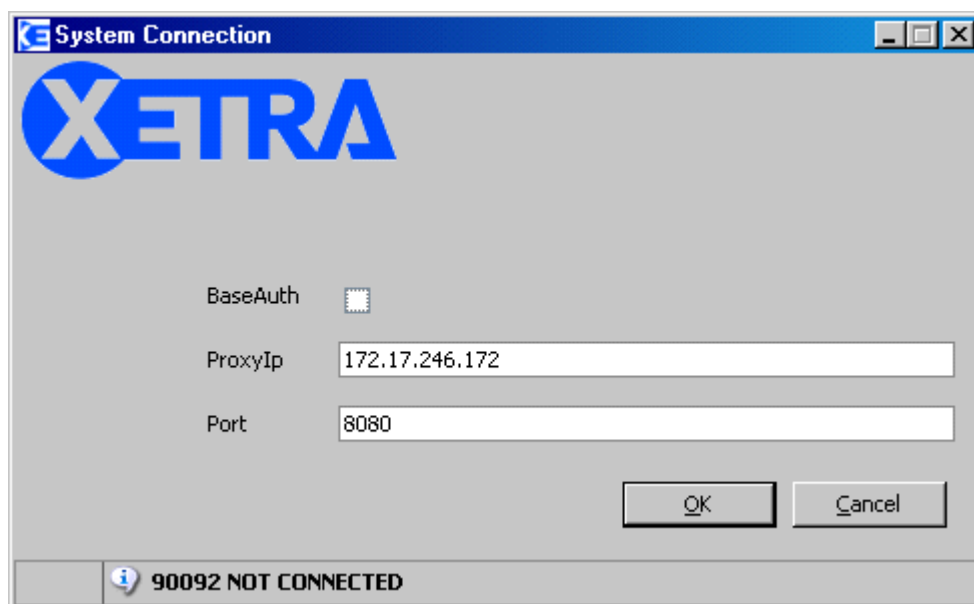 System Connection
XETRA
BaseAuth
ProxyIp 172.17.246.172
Port 8080
OK Cancel
90092 NOT CONNECTED